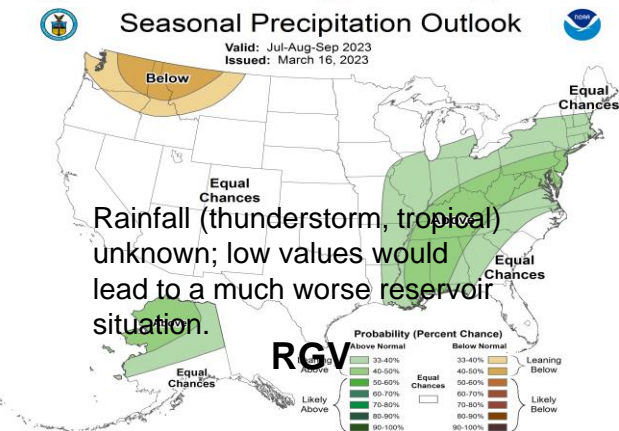 Seasonal Precipitation Outlook
NOAA
Valid: Jul-Aug-Sep 2023
Issued: March 16, 2023
Below
Equal
Chances
Equal
Chances
Rainfall (thunderstorm, tropical)
Above
unknown; low values would
Equal
Chances
lead to a much worse reservoir
situation.
Above
RGV
Equal
Chances
Probability (Percent Chance)
Above Normal
Below Normal
Leaning
Above
33-40%
40-50%
50-60%
60-70%
70-80%
80-90%
90-100%
Likely
Above
Equal
Chances
33-40%
40-50%
50-60%
60-70%
70-80%
80-90%
90-100%
Leaning
Below
Likely
Below